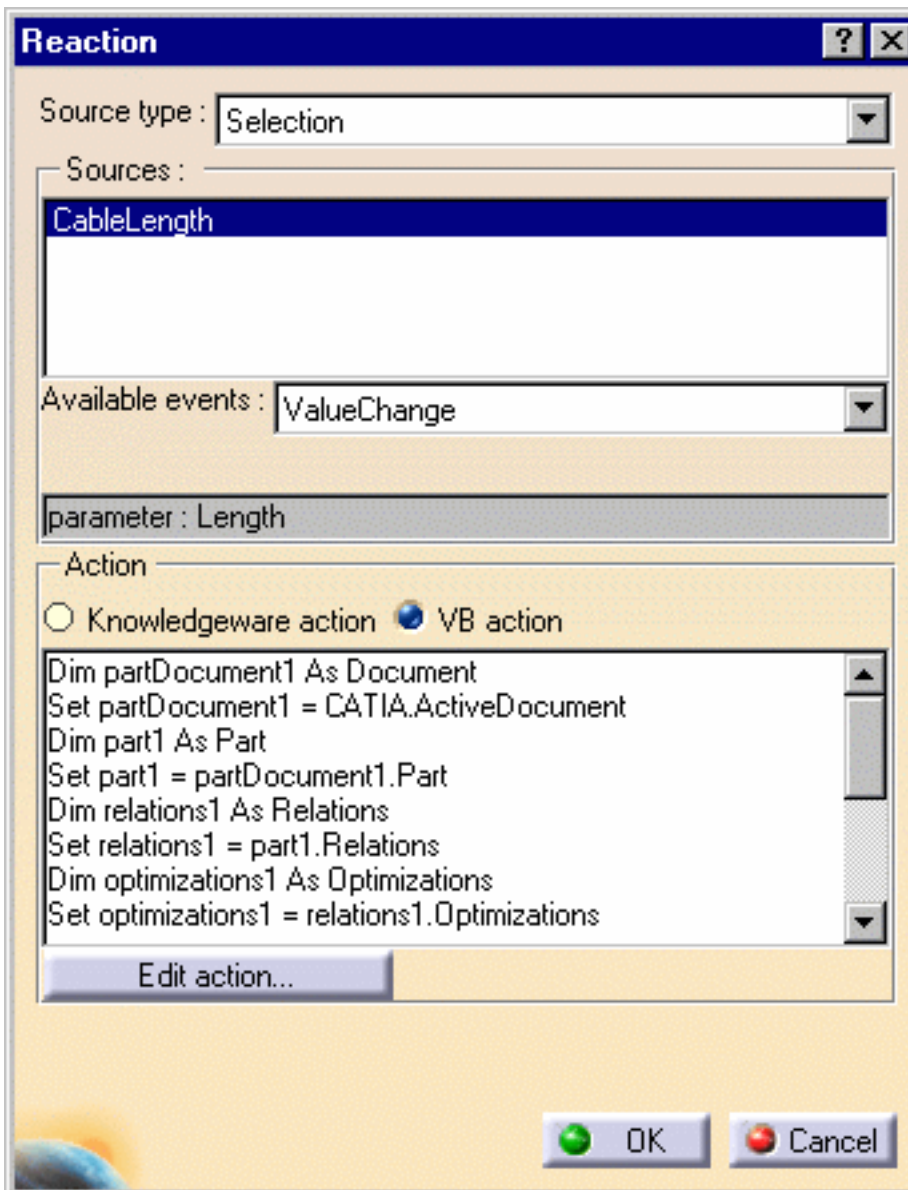 Reaction
Source type : Selection
Sources :
CableLength
Available events : ValueChange
parameter : Length
Action
Knowledgeware action VB action
Dim partDocument1 As Document
Set partDocument1 = CATIA.ActiveDocument
Dim part1 As Part
Set part1 = partDocument1.Part
Dim relations1 As Relations
Set relations1 = part1.Relations
Dim optimizations1 As Optimizations
Set optimizations1 = relations1.Optimizations
Edit action...
OK Cancel